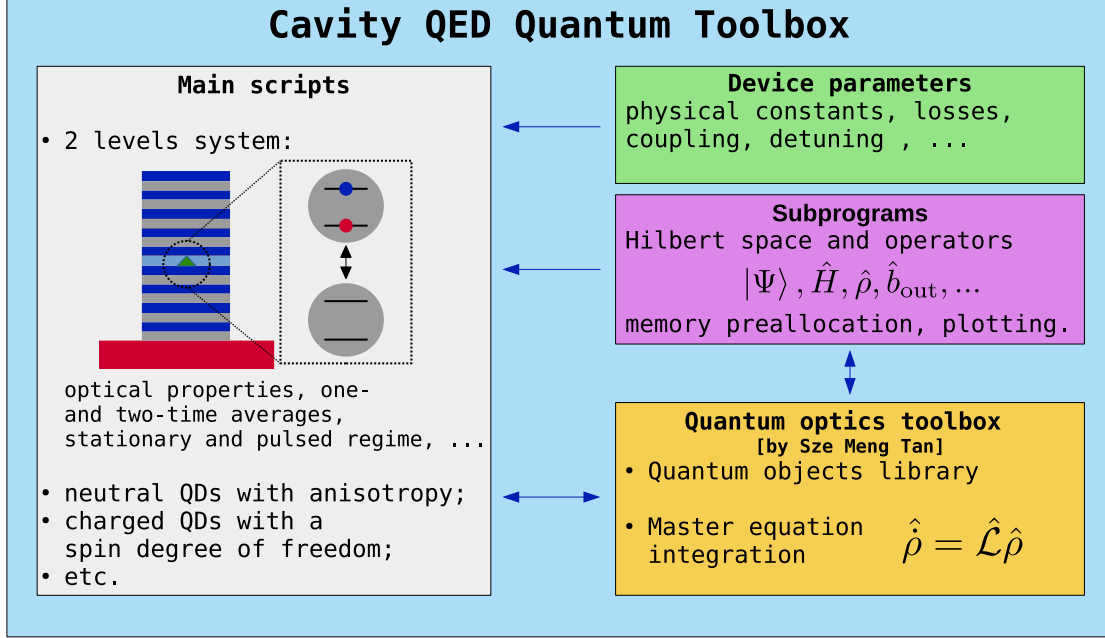 Cavity QED Quantum Toolbox
Main scripts
• 2 levels system:
optical properties, one-
and two-time averages,
stationary and pulsed regime, ...
• neutral QDs with anisotropy;
• charged QDs with a
spin degree of freedom;
• etc.
Device parameters
physical constants, losses,
coupling, detuning , ...
Subprograms
Hilbert space and operators
|Ψ⟩, Ĥ, ρ̂, b̂_out, ...
memory preallocation, plotting.
Quantum optics toolbox
[by Sze Meng Tan]
• Quantum objects library
• Master equation
integration
ρ̇̂ = ℒ̂ρ̂